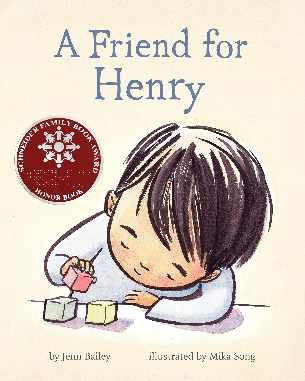 A Friend for
Henry
SCHNEIDER FAMILY BOOK AWARD
HONOR BOOK
by Jenn Bailey
illustrated by Mika Song